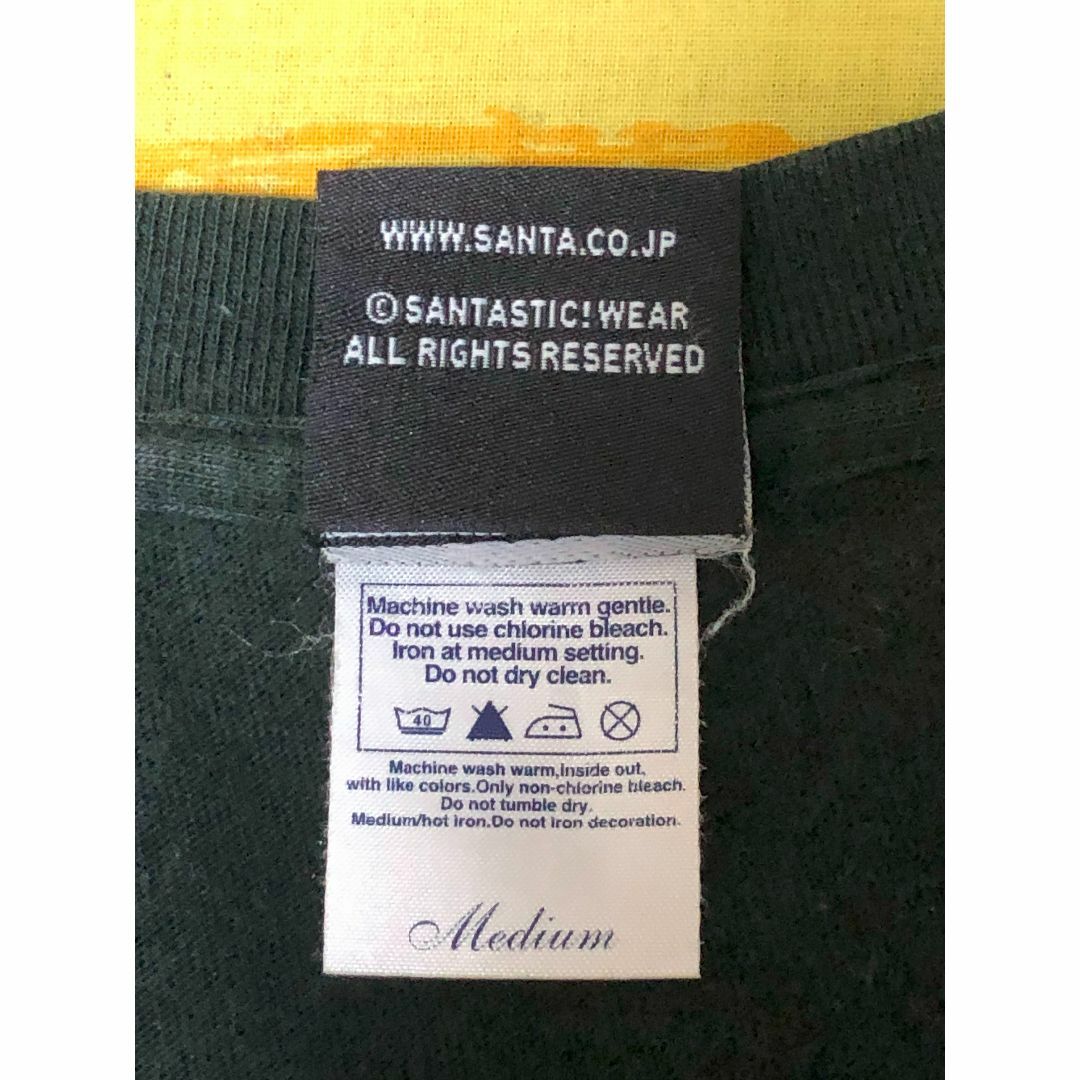 WWW.SANTA.CO.JP
©SANTASTIC!WEAR
ALL RIGHTS RESERVED
Machine wash warm gentle.
Do not use chlorine bleach.
Iron at medium setting.
Do not dry clean.
40
Machine wash warm,Inside out,
with like colors.Only non-chlorine bleach.
Do not tumble dry.
Medium/hot iron.Do not iron decoration.
Medium